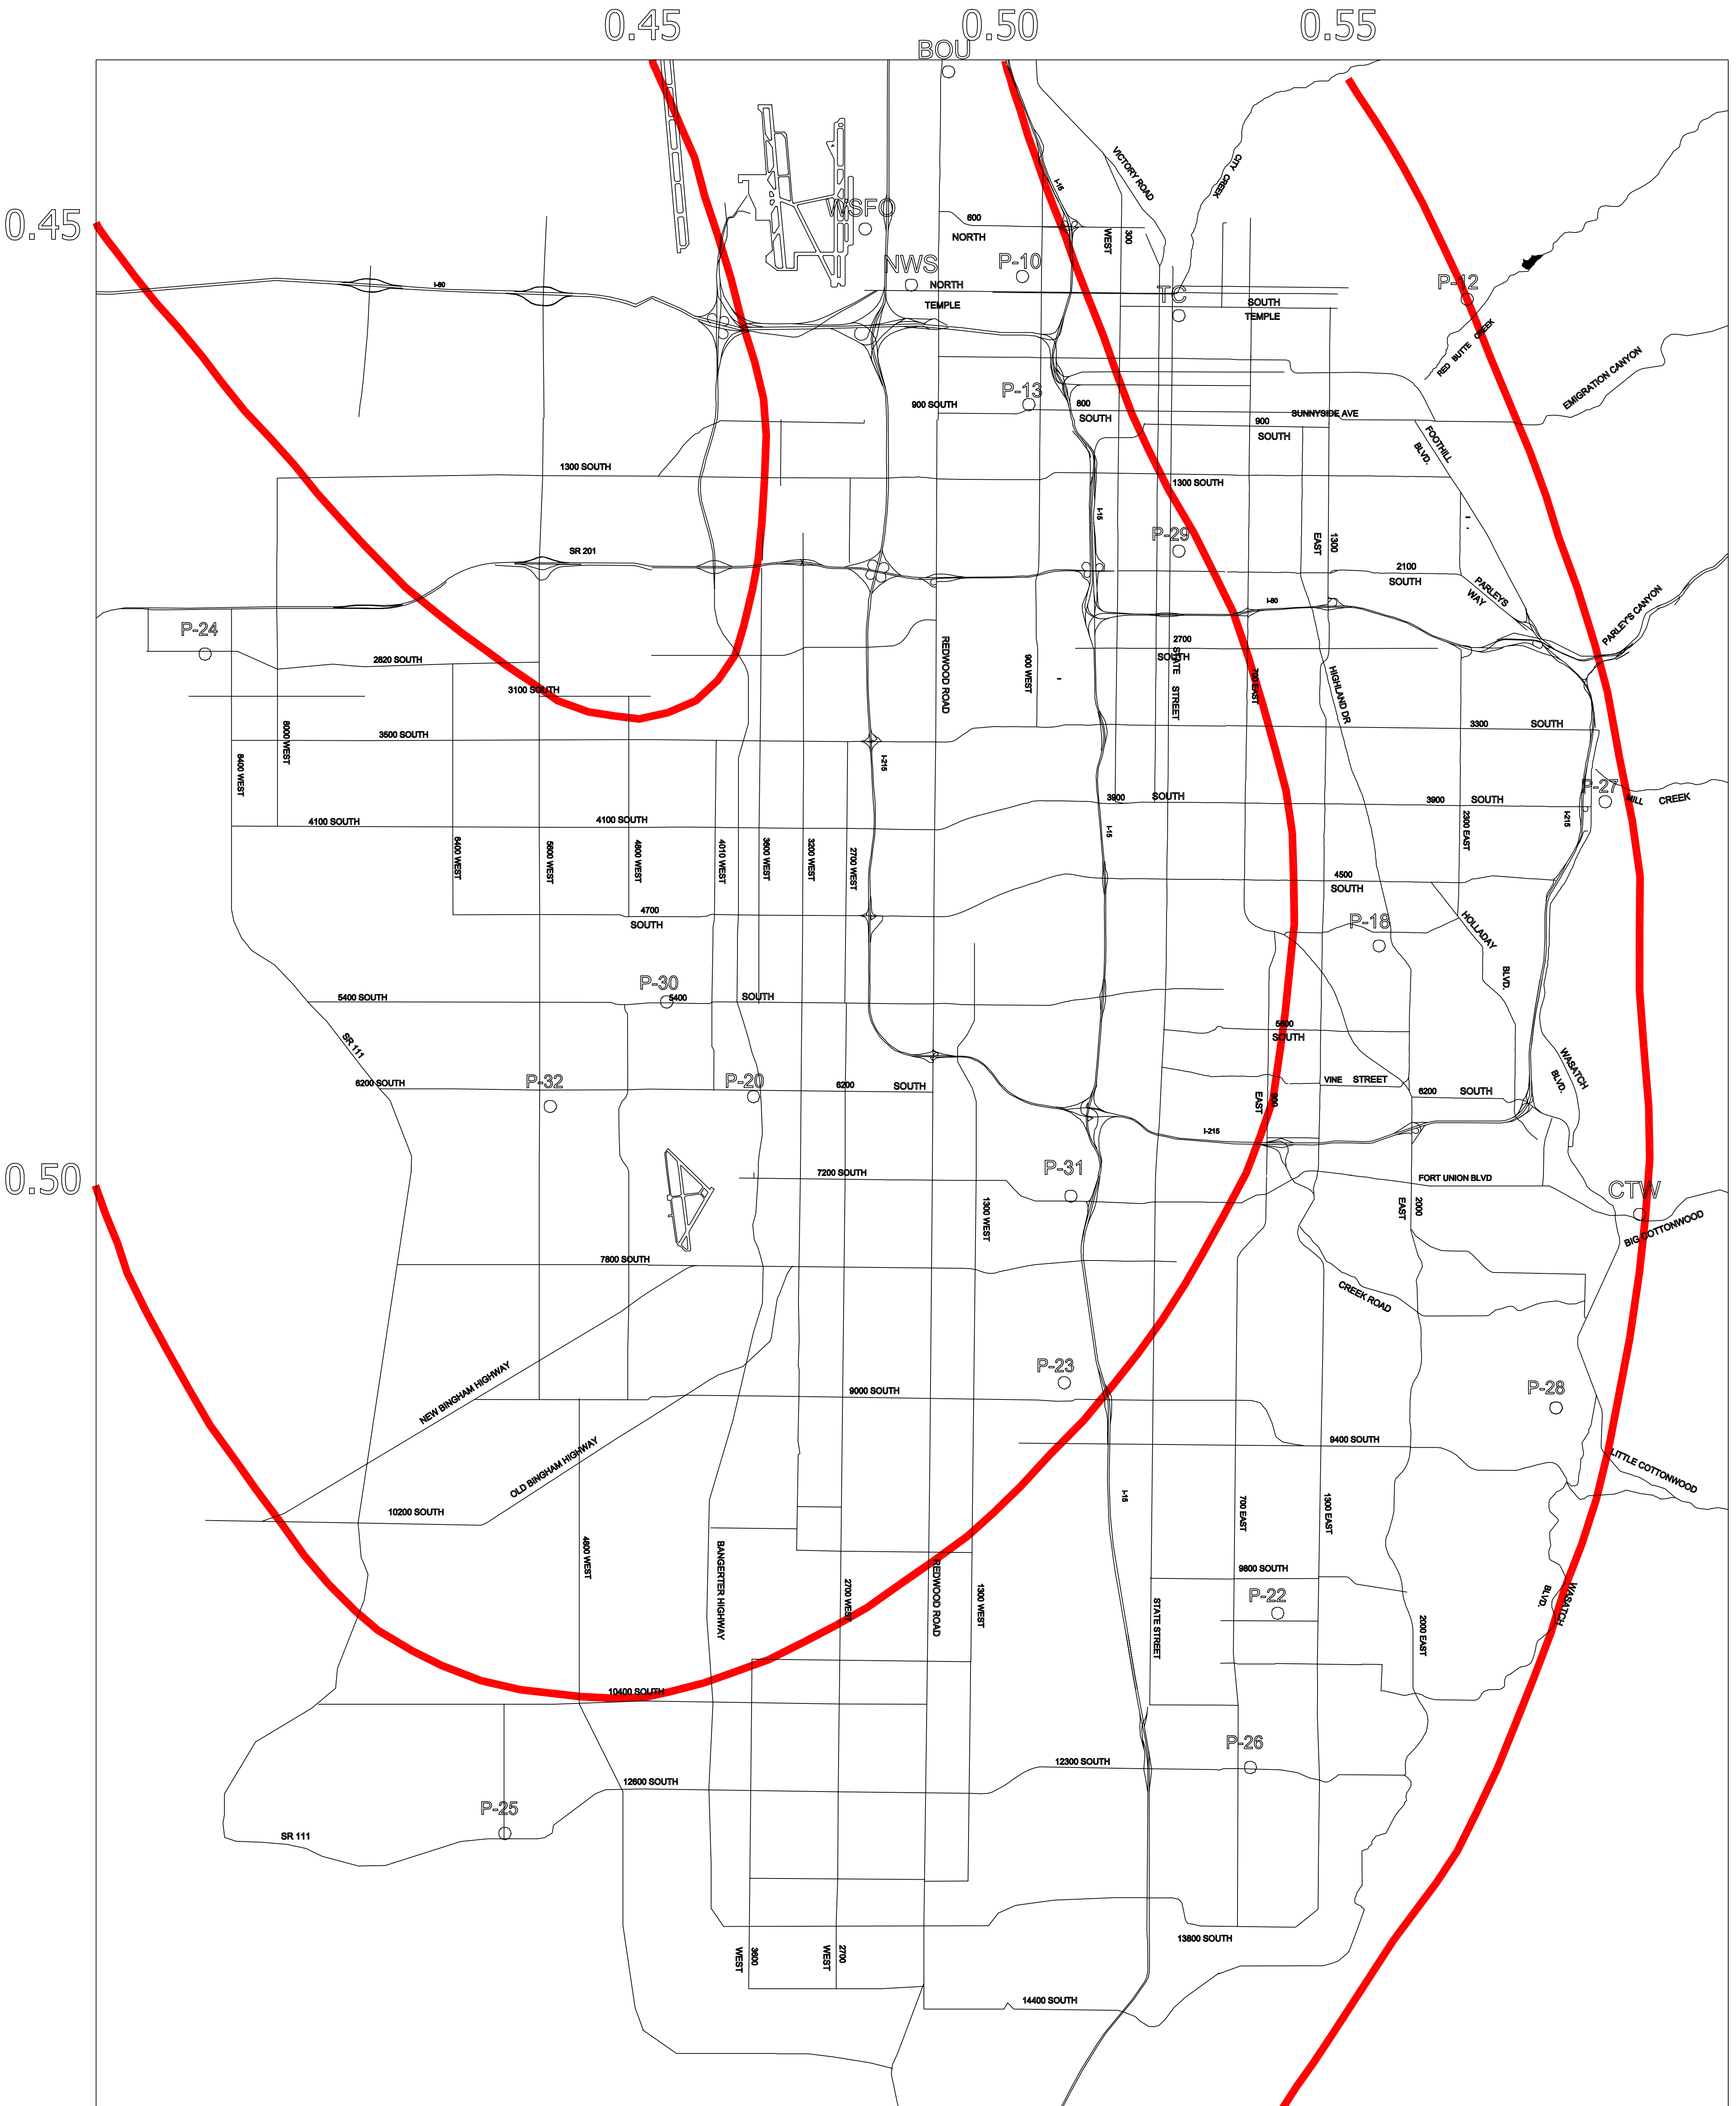 0.45
0.50
0.55
BOU
VICTORY ROAD
CITY CREEK
I-15
0.45
WSFO
600
NORTH
WEST
300
NWS
P-10
P-12
I-80
NORTH
TEMPLE
TC
SOUTH
TEMPLE
RED BUTTE CREEK
EMIGRATION CANYON
P-13
900 SOUTH
800
SOUTH
SUNNYSIDE AVE
900
SOUTH
FOOTHILL
BLVD.
1300 SOUTH
1300 SOUTH
I-15
P-29
EAST
1300
SR 201
2100
SOUTH
PARLEYS
WAY
I-80
PARLEY'S CANYON
P-24
2820 SOUTH
REDWOOD ROAD
900 WEST
2700
SOUTH
STATE STREET
700 EAST
HIGHLAND DR
3100 SOUTH
8000 WEST
3500 SOUTH
3300 SOUTH
8400 WEST
I-215
P-27
MILL CREEK
3900 SOUTH
3900 SOUTH
4100 SOUTH
4100 SOUTH
6400 WEST
5600 WEST
4800 WEST
4010 WEST
3600 WEST
3200 WEST
2700 WEST
I-15
2300 EAST
I-215
4500
SOUTH
4700
SOUTH
P-18
HOLLADAY
BLVD.
P-30
5400 SOUTH
5400 SOUTH
SR 111
5600
SOUTH
WASATCH
BLVD.
P-32
P-20
6200 SOUTH
6200 SOUTH
VINE STREET
6200 SOUTH
EAST
900
I-215
0.50
P-31
7200 SOUTH
FORT UNION BLVD
CTW
1300 WEST
EAST
2000
BIG COTTONWOOD
7800 SOUTH
CREEK ROAD
P-23
NEW BINGHAM HIGHWAY
9000 SOUTH
P-28
OLD BINGHAM HIGHWAY
9400 SOUTH
LITTLE COTTONWOOD
I-15
10200 SOUTH
700 EAST
1300 EAST
4800 WEST
BANGERTER HIGHWAY
2700 WEST
REDWOOD ROAD
1300 WEST
9800 SOUTH
P-22
STATE STREET
2000 EAST
BLVD.
WASATCH
10400 SOUTH
P-26
12300 SOUTH
12600 SOUTH
P-25
SR 111
WEST
3600
WEST
2700
13800 SOUTH
14400 SOUTH